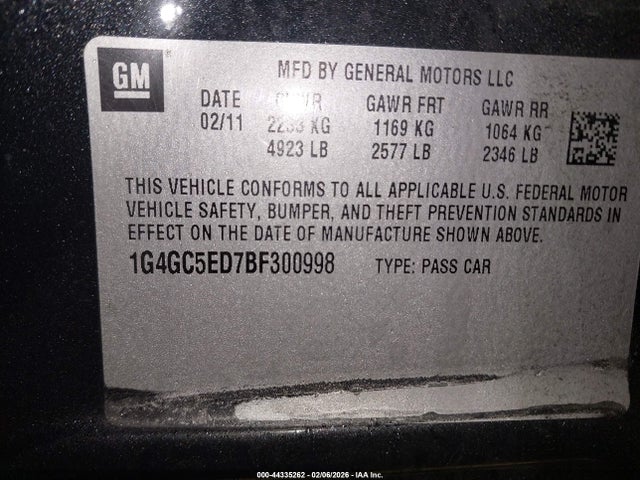 GM
MFD BY GENERAL MOTORS LLC
DATE GVWR GAWR FRT GAWR RR
02/11 2233 KG 1169 KG 1064 KG
4923 LB 2577 LB 2346 LB
THIS VEHICLE CONFORMS TO ALL APPLICABLE U.S. FEDERAL MOTOR
VEHICLE SAFETY, BUMPER, AND THEFT PREVENTION STANDARDS IN
EFFECT ON THE DATE OF MANUFACTURE SHOWN ABOVE.
1G4GC5ED7BF300998 TYPE: PASS CAR
000-44335262 - 02/06/2026 - IAA Inc.